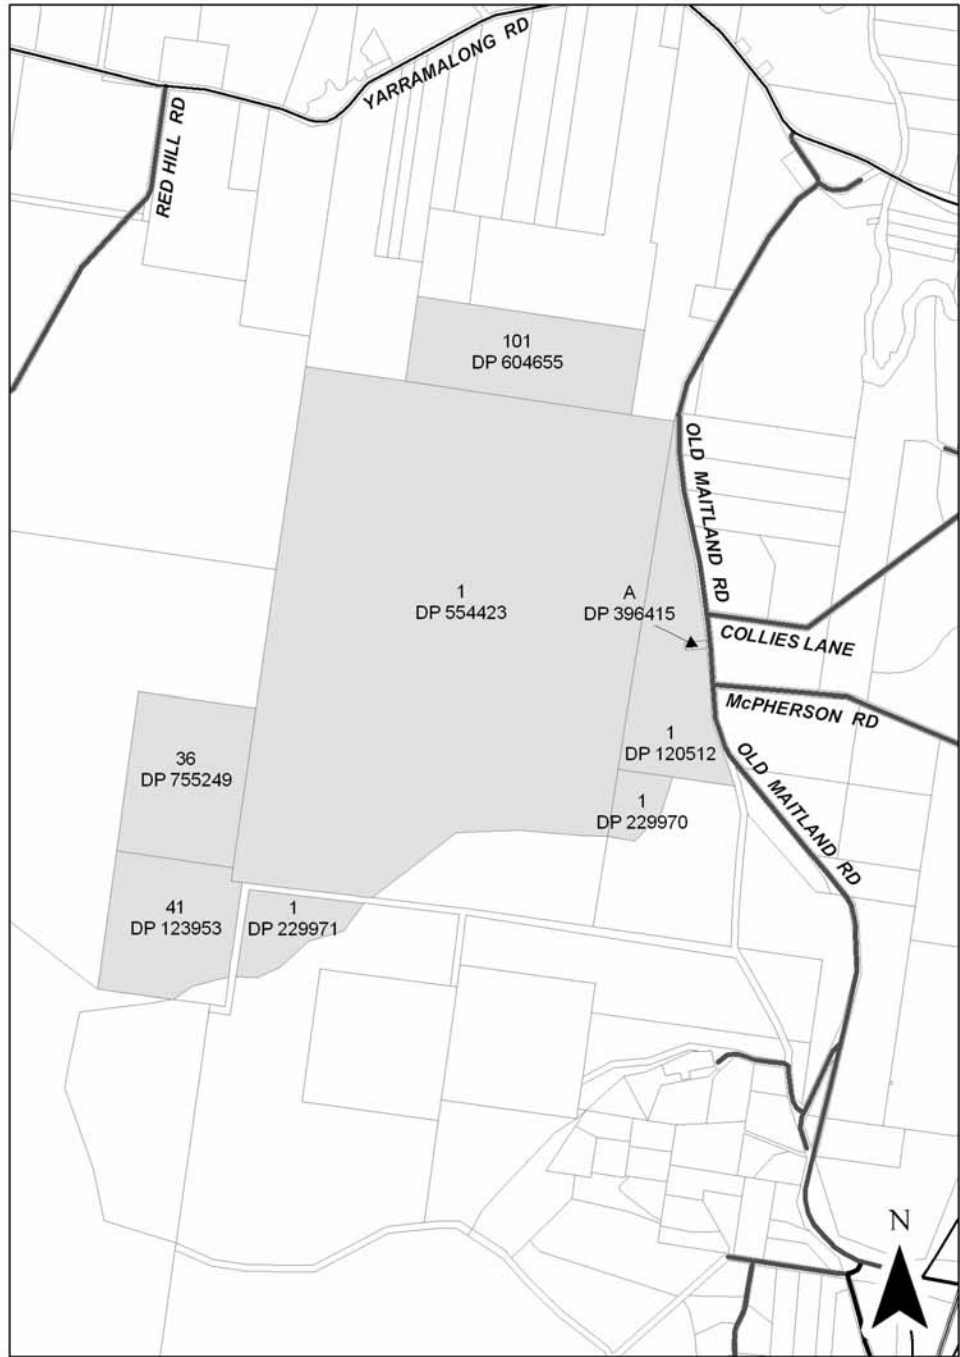 YARRAMALONG RD
RED HILL RD
101
DP 604655
OLD MAITLAND RD
1
DP 554423
A
DP 396415
COLLIES LANE
McPHERSON RD
1
DP 120512
36
DP 755249
OLD MAITLAND RD
1
DP 229970
41
DP 123953
1
DP 229971
N